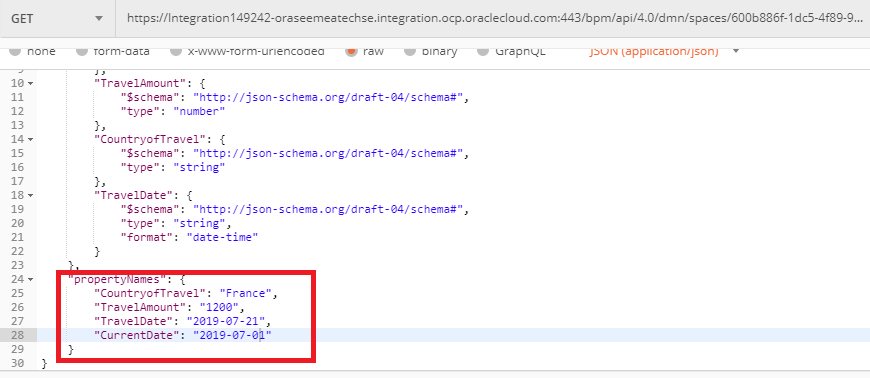 GET https://Integration149242-oraseemeatechse.integration.ocp.oraclecloud.com:443/bpm/api/4.0/dmn/spaces/600b886f-1dc5-4f89-9...
none form-data x-www-form-urlencoded raw binary GraphQL JSON (application/json)
9 },
10 "TravelAmount": {
11 "$schema": "http://json-schema.org/draft-04/schema#",
12 "type": "number"
13 },
14 "CountryofTravel": {
15 "$schema": "http://json-schema.org/draft-04/schema#",
16 "type": "string"
17 },
18 "TravelDate": {
19 "$schema": "http://json-schema.org/draft-04/schema#",
20 "type": "string",
21 "format": "date-time"
22 }
23 },
24 "propertyNames": {
25 "CountryofTravel": "France",
26 "TravelAmount": "1200",
27 "TravelDate": "2019-07-21",
28 "CurrentDate": "2019-07-01"
29 }
30 }